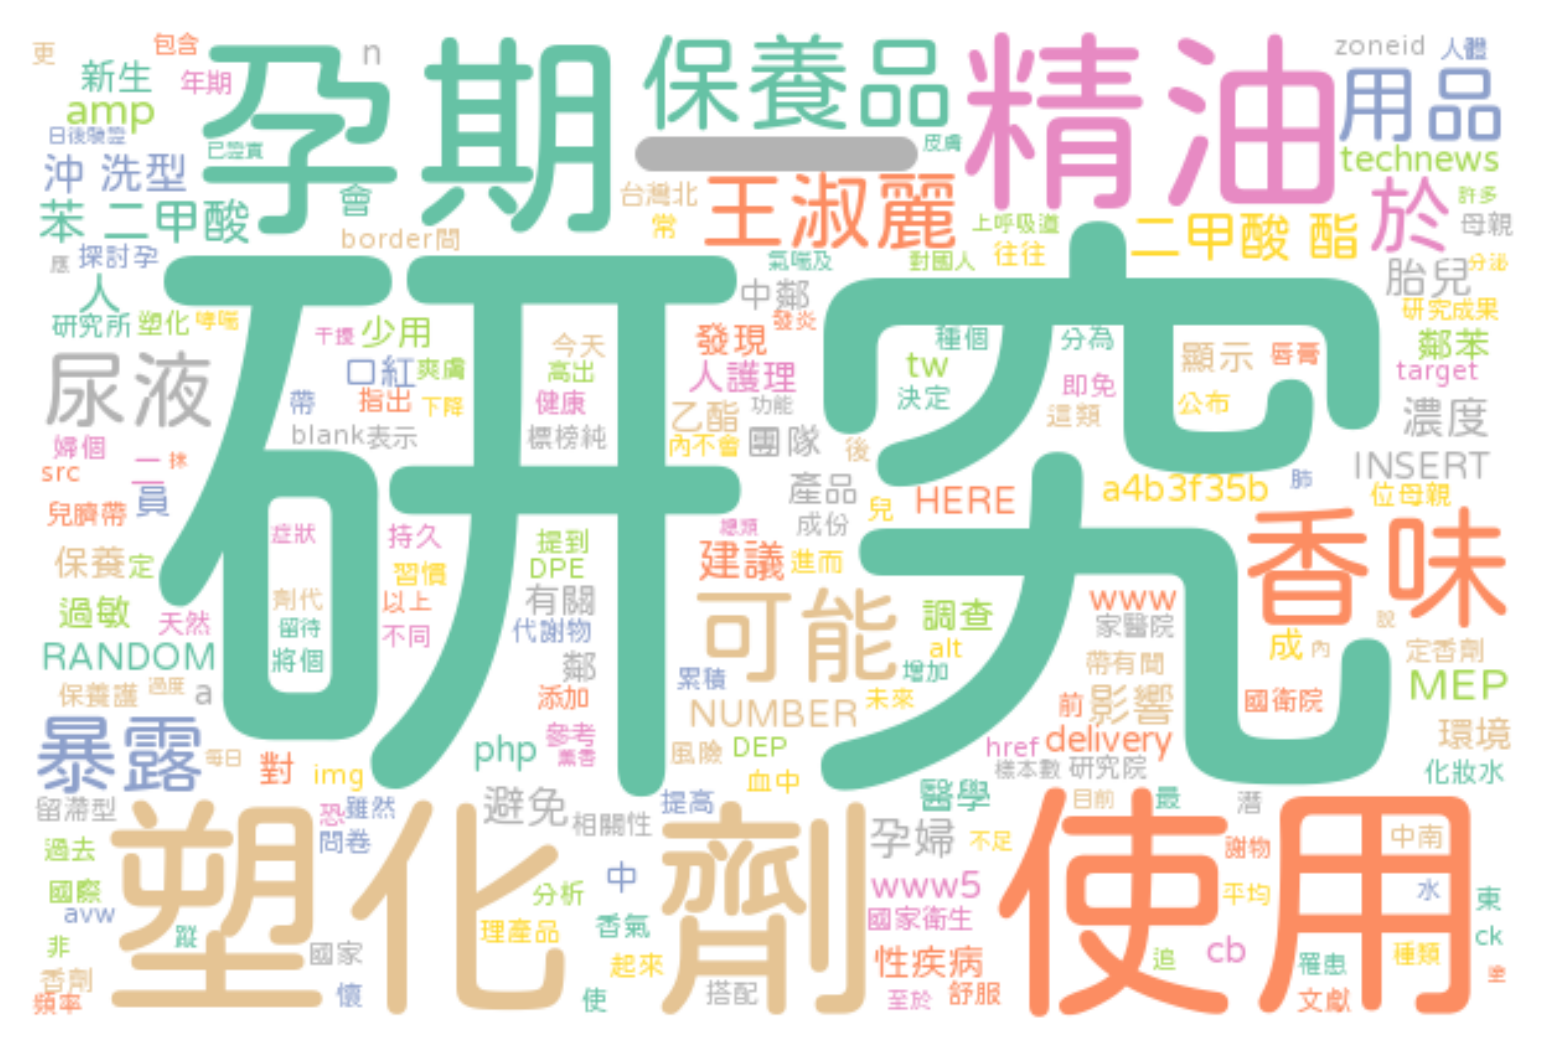 更 包含 n 保養品 精油 zoneid 人體
新生 年期 孕期 用品
amp
日後驗證 已證實 皮膚 technews
沖 洗型 會 台灣北 王淑麗 於 許多
苯 二甲酸 常 上呼吸道 二甲酸 酯 母親
border問
應 探討孕 氣喘及 對國人 往往 胎兒 分泌
人 研究 中鄰
研究所 塑化 哮喘 干擾 少用 發炎 研究成果
今天 發現 種個 分為 顯示 唇膏 鄰苯
尿液 口紅 爽膚 高出 人護理 tw 即免 target
帶 指出 下降 健康 乙酯 功能 決定 這類 公布 濃度
blank表示 標榜純 內不會 團隊 後
婦個 INSERT
src 二 抹 產品 a4b3f35b 肺 位母親
員 兒 HERE
兒臍帶 症狀 持久 提到 總類 成份 香味
保養 定 習慣 DPE 建議 進而
過敏 劑代 以上 有關 可能 www
天然 留待 不同 代謝物 調查 家醫院 說
RANDOM 將個 鄰 alt 成 內 定香劑
保養護 過度 a 添加 累積 增加 帶有聞 MEP
NUMBER 未來 前 影響 國衛院
暴露 每日 對 img php 參考 薰香 風險 DEP href delivery 環境
血中 樣本數 研究院 化妝水
留滯型 恐 雖然 避免 提高 醫學 目前 最 潛
塑化劑 問卷 相關性 孕婦 不足 使用 中南
過去 謝物
國際 中 分析 www5 平均 水 東
avw 香氣 國家衛生
非 蹤 國家 理產品 cb ck
香劑 起來 性疾病 追 罹患 種類
頻率 懷 使 搭配 至於 舒服 文獻 塗